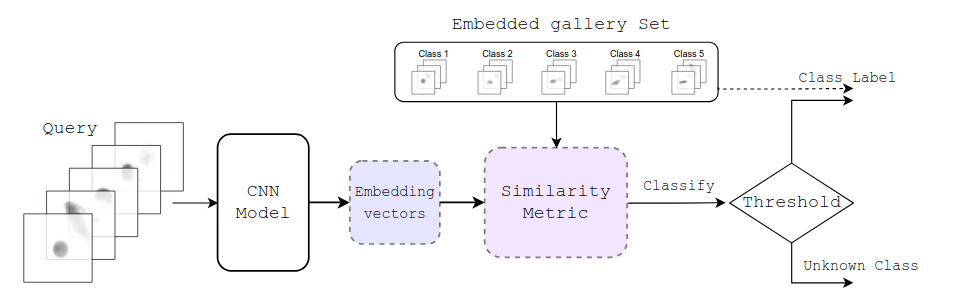 Embedded gallery Set
Class 1 Class 2 Class 3 Class 4 Class 5
Class Label
Query
CNN
Model
Embedding
vectors
Similarity
Metric
Classify
Threshold
Unknown Class